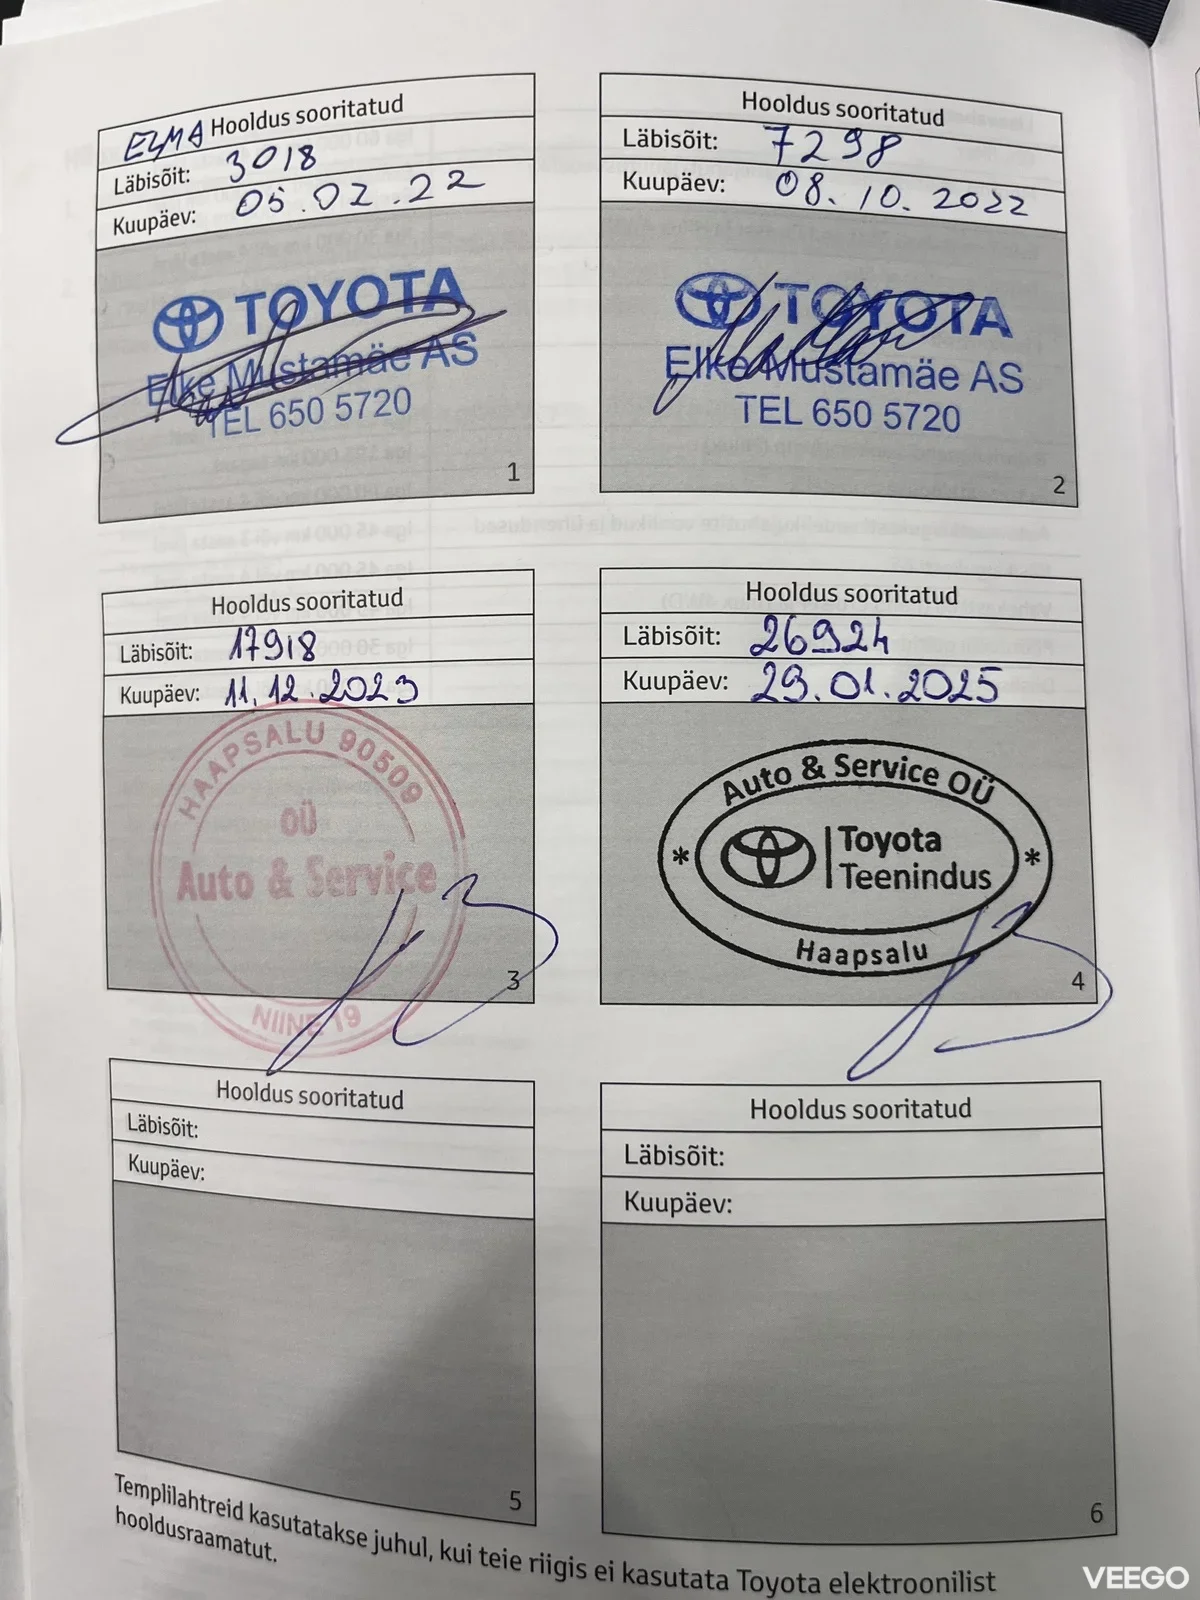 ESMA Hooldus sooritatud
Läbisõit: 3018
Kuupäev: 05.02.22
TOYOTA
Elke Mustamäe AS
TEL 650 5720
1
Hooldus sooritatud
Läbisõit: 7298
Kuupäev: 08.10.2022
TOYOTA
Elke Mustamäe AS
TEL 650 5720
2
Hooldus sooritatud
Läbisõit: 17918
Kuupäev: 11.12.2023
HAAPSALU 90509
OÜ
Auto & Service
NIINE 19
3
Hooldus sooritatud
Läbisõit: 26924
Kuupäev: 29.01.2025
Auto & Service OÜ
* Toyota *
Teenindus
Haapsalu
4
Hooldus sooritatud
Läbisõit:
Kuupäev:
5
Hooldus sooritatud
Läbisõit:
Kuupäev:
6
Templilahtreid kasutatakse juhul, kui teie riigis ei kasutata Toyota elektroonilist
hooldusraamatut.
VEEGO